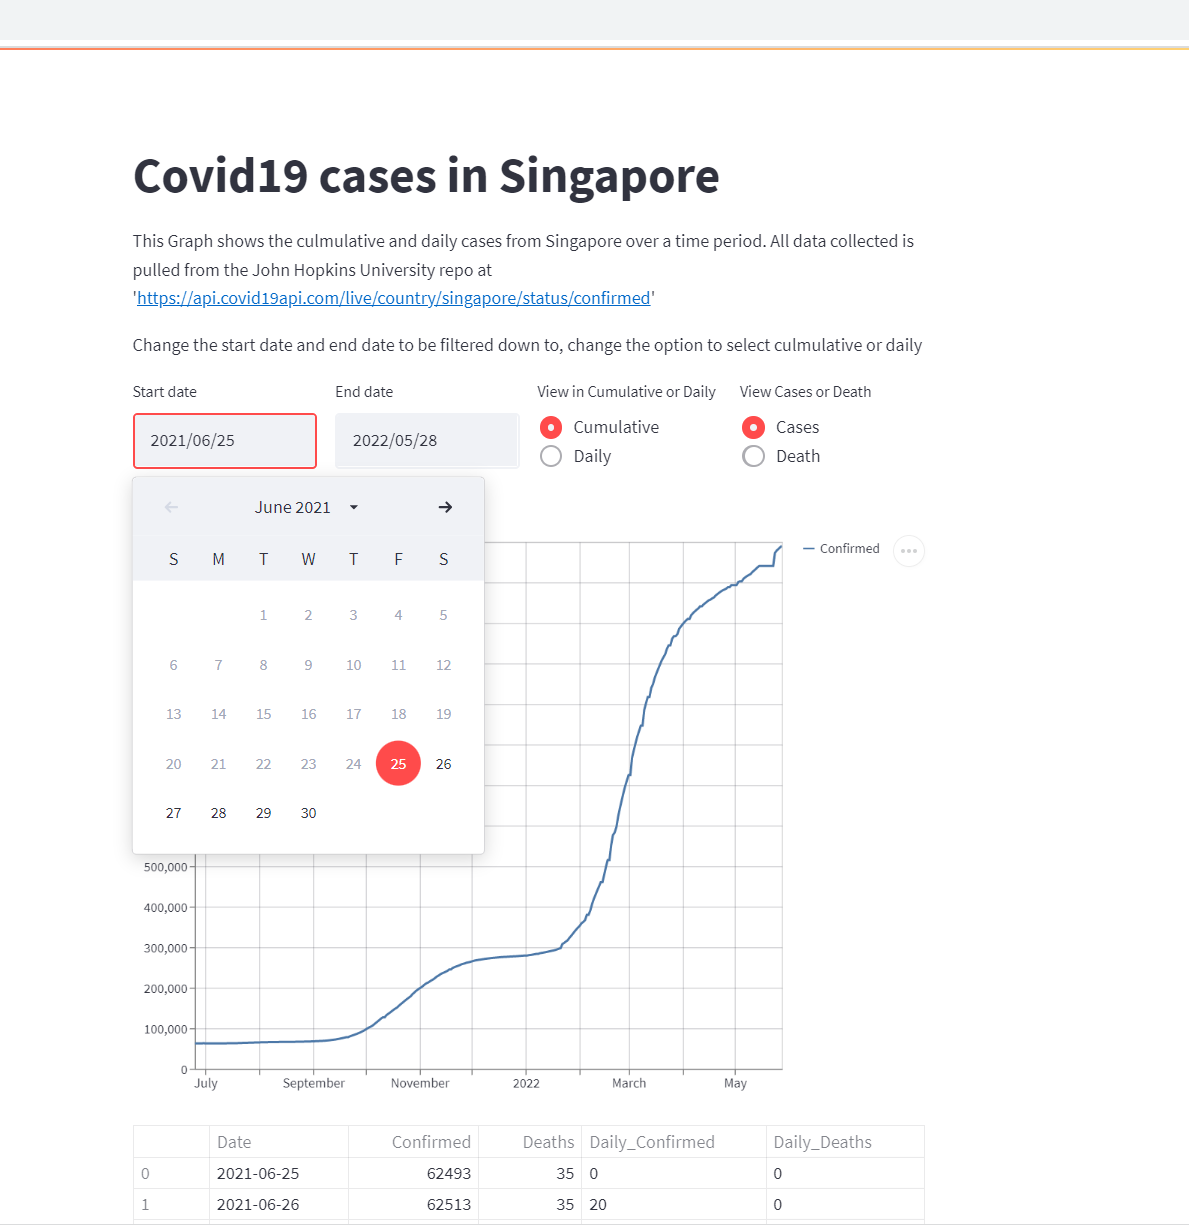 Covid19 cases in Singapore
This Graph shows the culmulative and daily cases from Singapore over a time period. All data collected is
pulled from the John Hopkins University repo at
'https://api.covid19api.com/live/country/singapore/status/confirmed'
Change the start date and end date to be filtered down to, change the option to select culmulative or daily
Start date End date View in Cumulative or Daily View Cases or Death
2021/06/25 2022/05/28 Cumulative Cases
Daily Death
June 2021
S M T W T F S
Confirmed
1 2 3 4 5
6 7 8 9 10 11 12
13 14 15 16 17 18 19
20 21 22 23 24 25 26
27 28 29 30
500,000
400,000
300,000
200,000
100,000
0
July September November 2022 March May
Date Confirmed Deaths Daily_Confirmed Daily_Deaths
0 2021-06-25 62493 35 0 0
1 2021-06-26 62513 35 20 0